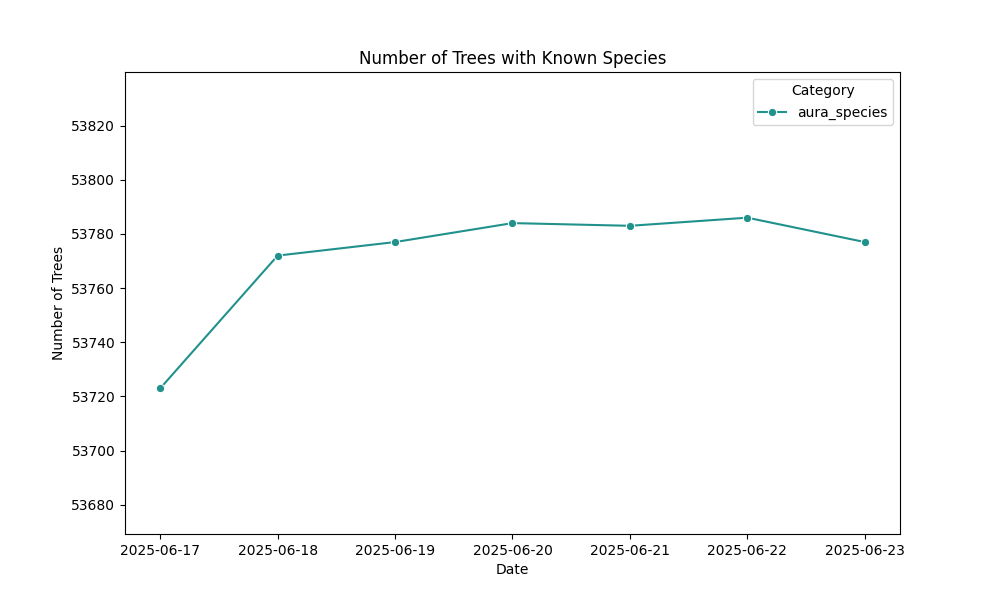 Number of Trees with Known Species
Category
aura_species
53820
53800
53780
53760
53740
53720
53700
53680
Number of Trees
2025-06-17 2025-06-18 2025-06-19 2025-06-20 2025-06-21 2025-06-22 2025-06-23
Date